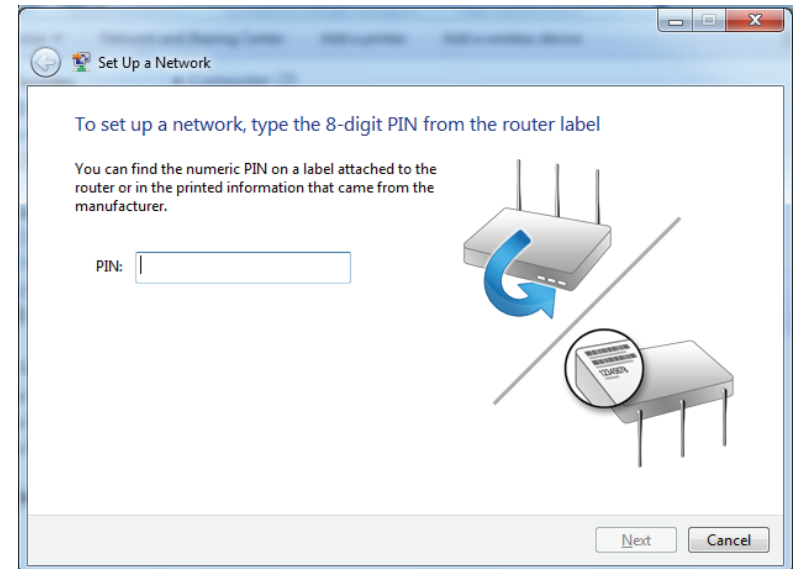 Set Up a Network
To set up a network, type the 8-digit PIN from the router label
You can find the numeric PIN on a label attached to the
router or in the printed information that came from the
manufacturer.
PIN:
12345678
Next
Cancel